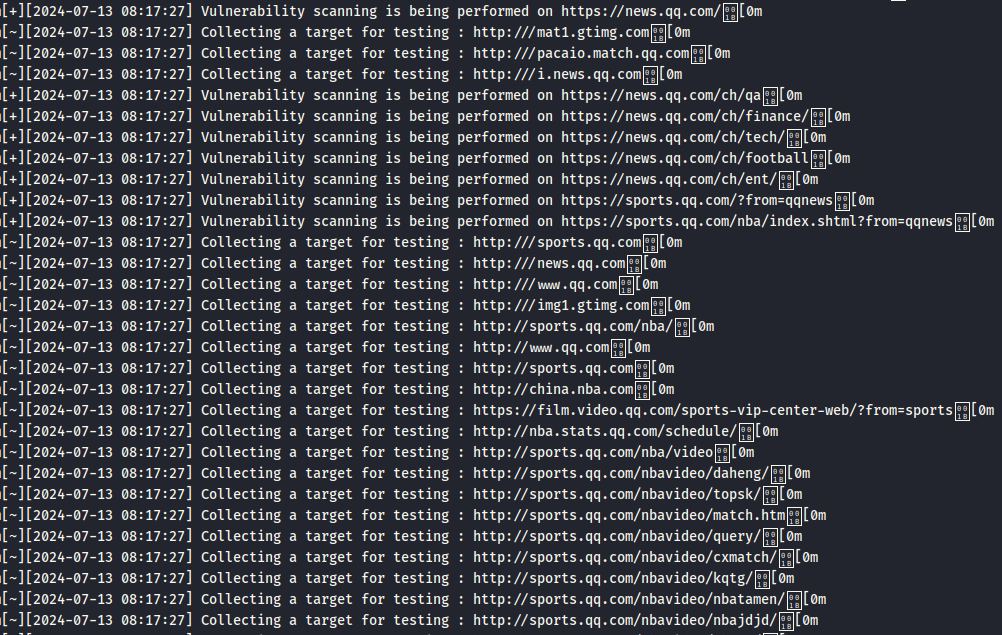 [+][2024-07-13 08:17:27] Vulnerability scanning is being performed on https://news.qq.com/[0m
[~][2024-07-13 08:17:27] Collecting a target for testing : http:///mat1.gtimg.com[0m
[~][2024-07-13 08:17:27] Collecting a target for testing : http:///pacaio.match.qq.com[0m
[~][2024-07-13 08:17:27] Collecting a target for testing : http:///i.news.qq.com[0m
[+][2024-07-13 08:17:27] Vulnerability scanning is being performed on https://news.qq.com/ch/qa[0m
[+][2024-07-13 08:17:27] Vulnerability scanning is being performed on https://news.qq.com/ch/finance/[0m
[+][2024-07-13 08:17:27] Vulnerability scanning is being performed on https://news.qq.com/ch/tech/[0m
[+][2024-07-13 08:17:27] Vulnerability scanning is being performed on https://news.qq.com/ch/football[0m
[+][2024-07-13 08:17:27] Vulnerability scanning is being performed on https://news.qq.com/ch/ent/[0m
[+][2024-07-13 08:17:27] Vulnerability scanning is being performed on https://sports.qq.com/?from=qqnews[0m
[+][2024-07-13 08:17:27] Vulnerability scanning is being performed on https://sports.qq.com/nba/index.shtml?from=qqnews[0m
[~][2024-07-13 08:17:27] Collecting a target for testing : http:///sports.qq.com[0m
[~][2024-07-13 08:17:27] Collecting a target for testing : http:///news.qq.com[0m
[~][2024-07-13 08:17:27] Collecting a target for testing : http:///www.qq.com[0m
[~][2024-07-13 08:17:27] Collecting a target for testing : http:///img1.gtimg.com[0m
[~][2024-07-13 08:17:27] Collecting a target for testing : http://sports.qq.com/nba/[0m
[~][2024-07-13 08:17:27] Collecting a target for testing : http://www.qq.com[0m
[~][2024-07-13 08:17:27] Collecting a target for testing : http://sports.qq.com[0m
[~][2024-07-13 08:17:27] Collecting a target for testing : http://china.nba.com[0m
[~][2024-07-13 08:17:27] Collecting a target for testing : https://film.video.qq.com/sports-vip-center-web/?from=sports[0m
[~][2024-07-13 08:17:27] Collecting a target for testing : http://nba.stats.qq.com/schedule/[0m
[~][2024-07-13 08:17:27] Collecting a target for testing : http://sports.qq.com/nba/video[0m
[~][2024-07-13 08:17:27] Collecting a target for testing : http://sports.qq.com/nbavideo/daheng/[0m
[~][2024-07-13 08:17:27] Collecting a target for testing : http://sports.qq.com/nbavideo/topsk/[0m
[~][2024-07-13 08:17:27] Collecting a target for testing : http://sports.qq.com/nbavideo/match.htm[0m
[~][2024-07-13 08:17:27] Collecting a target for testing : http://sports.qq.com/nbavideo/query/[0m
[~][2024-07-13 08:17:27] Collecting a target for testing : http://sports.qq.com/nbavideo/cxmatch/[0m
[~][2024-07-13 08:17:27] Collecting a target for testing : http://sports.qq.com/nbavideo/kqtg/[0m
[~][2024-07-13 08:17:27] Collecting a target for testing : http://sports.qq.com/nbavideo/nbatamen/[0m
[~][2024-07-13 08:17:27] Collecting a target for testing : http://sports.qq.com/nbavideo/nbajdjd/[0m